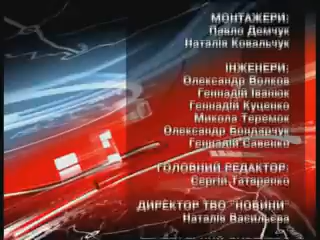 МОНТАЖЕРИ:
Павло Демчук
Наталія Ковальчук
ІНЖЕНЕРИ:
Олександр Волков
Геннадій Іванюк
Геннадій Куценко
Микола Теремок
Олександр Бондарчук
Геннадій Савенко
ГОЛОВНИЙ РЕДАКТОР:
Сергій Татаренко
ДИРЕКТОР ТВО "НОВИНИ"
Наталія Васильєва